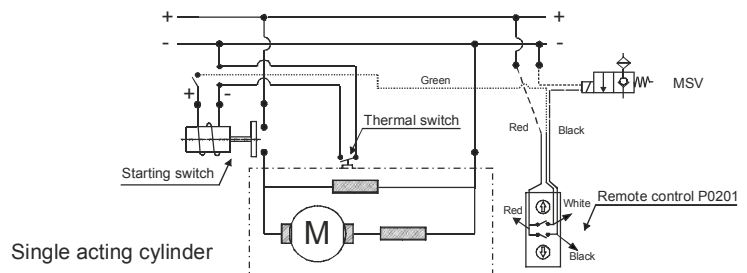 + +
- -
Green
MSV
+ -
Thermal switch
Red
Black
Starting switch
Remote control P0201
White
Red
M
Black
Single acting cylinder